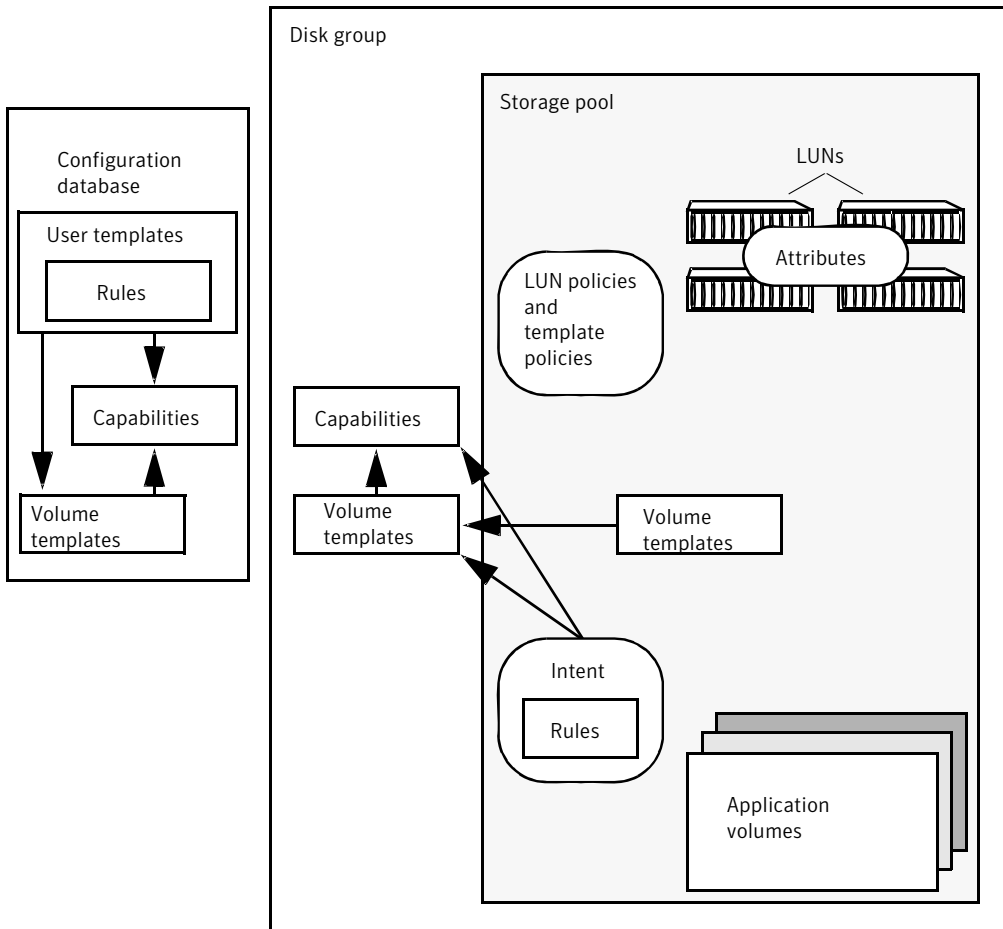 Disk group
Storage pool
Configuration
database
User templates
Rules
Capabilities
Volume
templates
LUNs
Attributes
LUN policies
and
template
policies
Capabilities
Volume
templates
Volume
templates
Intent
Rules
Application
volumes